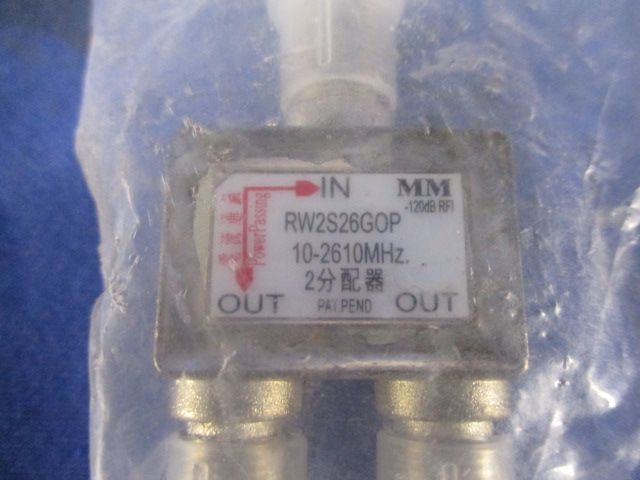 IN
MM
-120dB RFI
RW2S26GOP
10-2610MHz.
2分配器
PowerPassing
OUT
PAT.PEND
OUT